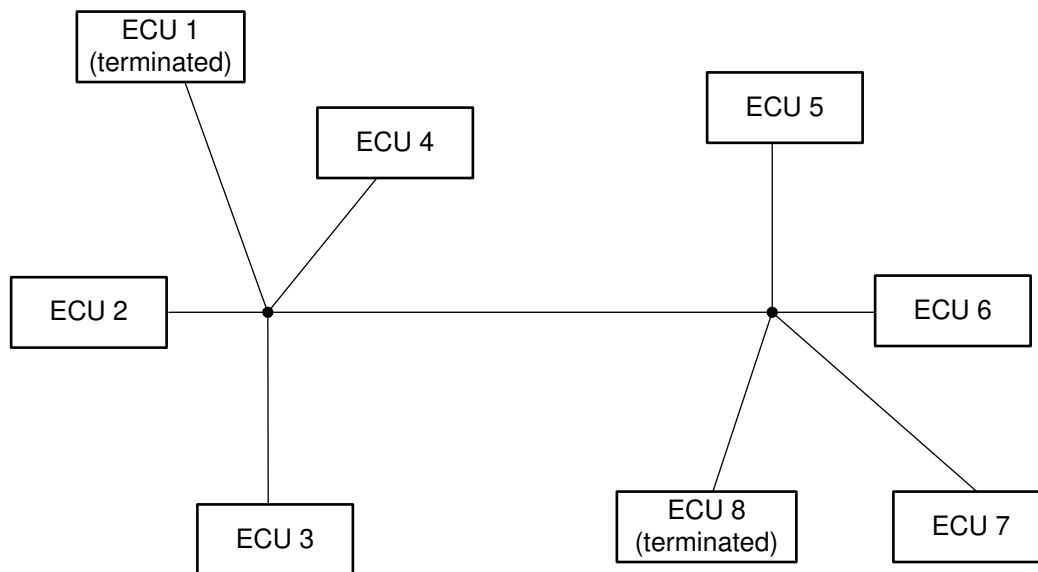 ECU 1
(terminated)
ECU 4
ECU 5
ECU 2
ECU 6
ECU 3
ECU 8
(terminated)
ECU 7